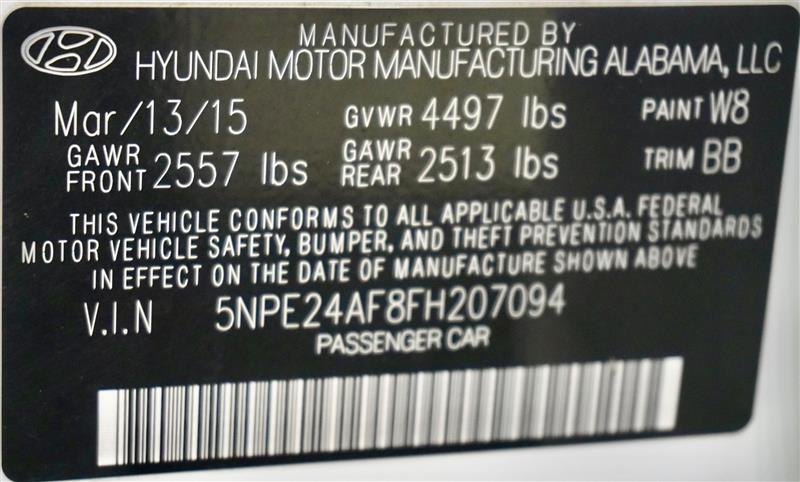 MANUFACTURED BY
HYUNDAI MOTOR MANUFACTURING ALABAMA, LLC
Mar/13/15 GVWR 4497 lbs PAINT W8
GAWR FRONT 2557 lbs GAWR REAR 2513 lbs TRIM BB
THIS VEHICLE CONFORMS TO ALL APPLICABLE U.S.A. FEDERAL
MOTOR VEHICLE SAFETY, BUMPER, AND THEFT PREVENTION STANDARDS
IN EFFECT ON THE DATE OF MANUFACTURE SHOWN ABOVE
V.I.N 5NPE24AF8FH207094
PASSENGER CAR